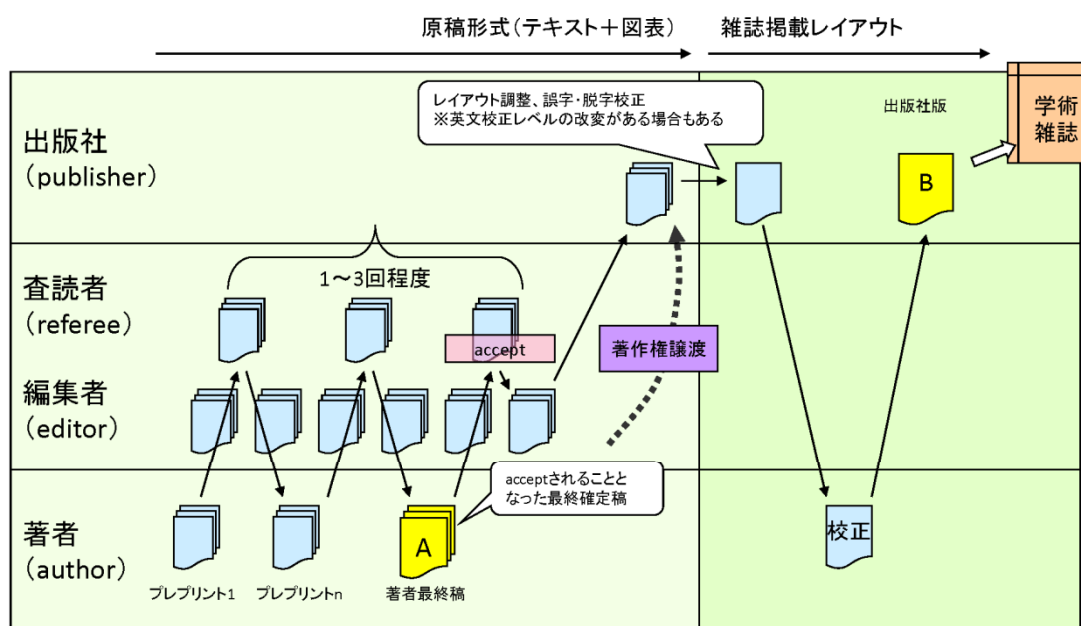 原稿形式(テキスト＋図表)
雑誌掲載レイアウト
レイアウト調整、誤字・脱字校正
※英文校正レベルの改変がある場合もある
出版社版
学術
雑誌
出版社
(publisher)
B
1～3回程度
査読者
(referee)
accept
著作権譲渡
編集者
(editor)
acceptされることと
なった最終確定稿
著者
(author)
A
校正
プレプリント1
プレプリントn
著者最終稿